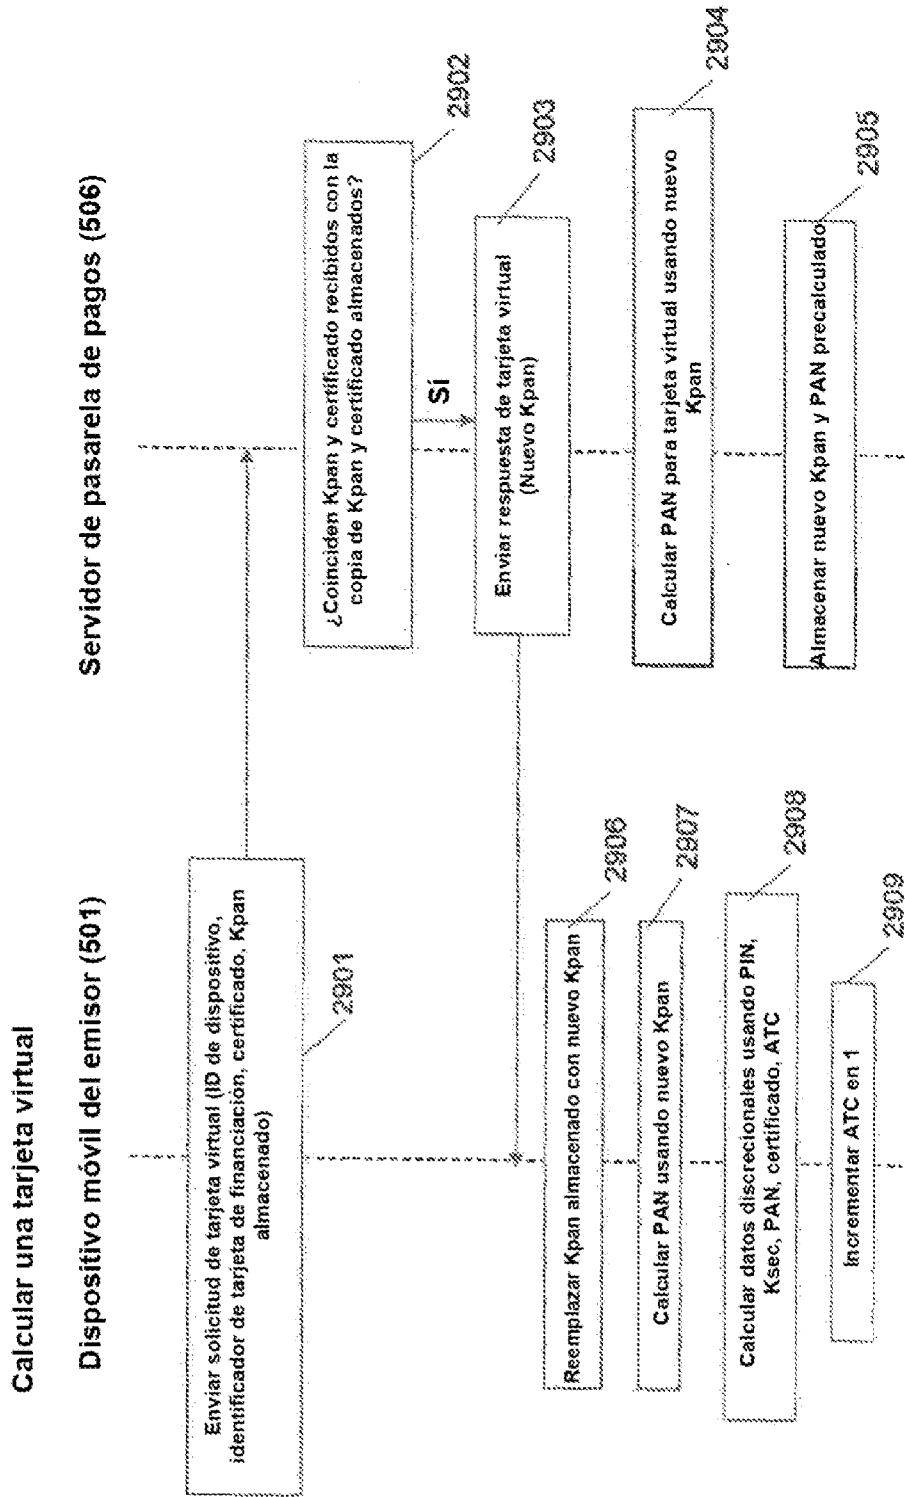 Calcular una tarjeta virtual
Dispositivo móvil del emisor (501)
Servidor de pasarela de pagos (506)
Enviar solicitud de tarjeta virtual (ID de dispositivo,
identificador de tarjeta de financiación, certificado, Kpan
almacenado)
2901
¿Coinciden Kpan y certificado recibidos con la
copia de Kpan y certificado almacenados?
2902
Sí
Enviar respuesta de tarjeta virtual
(Nuevo Kpan)
2903
Calcular PAN para tarjeta virtual usando nuevo
Kpan
2904
Almacenar nuevo Kpan y PAN precalculado
2905
Reemplazar Kpan almacenado con nuevo Kpan
2906
Calcular PAN usando nuevo Kpan
2907
Calcular datos discrecionales usando PIN,
Ksec, PAN, certificado, ATC
2908
Incrementar ATC en 1
2909